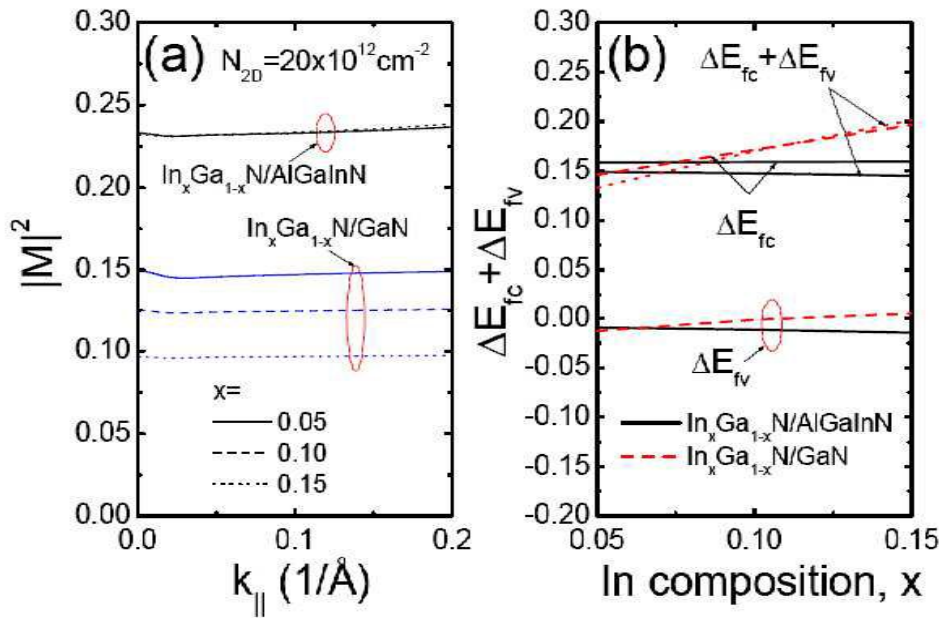 (a)
N2D=20x10^12cm^-2
|M|^2
0.30
0.25
0.20
0.15
0.10
0.05
0.00
InxGa1-xN/AlGaInN
InxGa1-xN/GaN
x=
0.05
0.10
0.15
0.0
0.1
0.2
k|| (1/Å)
(b)
ΔEfc+ΔEfv
ΔEfc+ΔEfv
0.30
0.25
0.20
0.15
0.10
0.05
0.00
-0.05
-0.10
-0.15
-0.20
ΔEfc
ΔEfv
InxGa1-xN/AlGaInN
InxGa1-xN/GaN
0.05
0.10
0.15
In composition, x